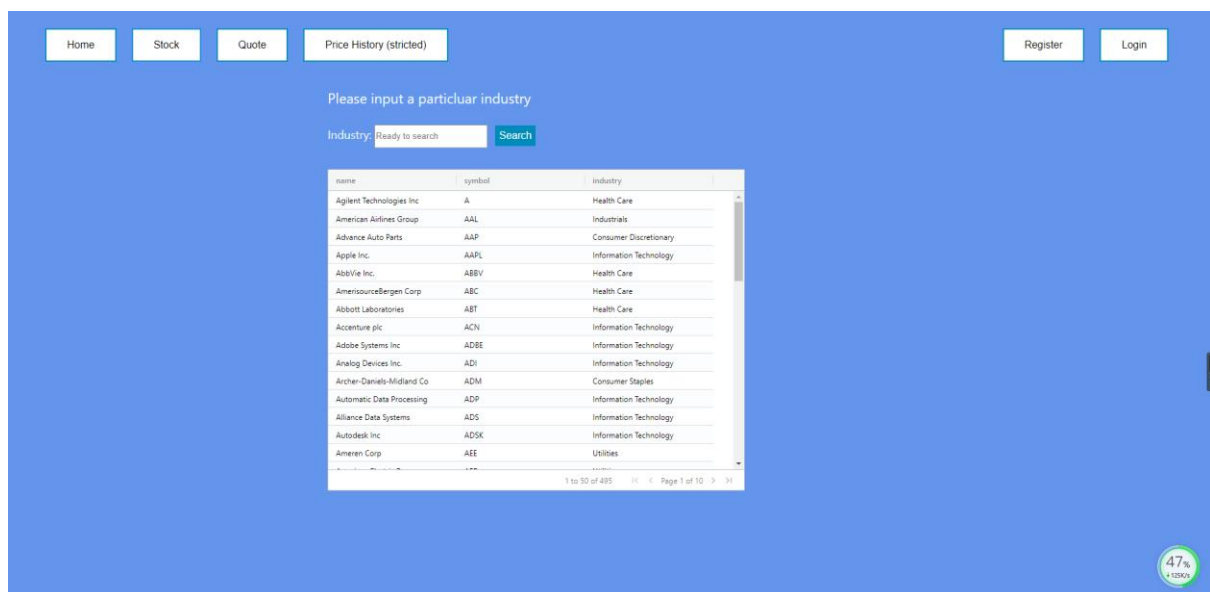 Home Stock Quote Price History (stricted) Register Login
Please input a particluar industry
Industry: Ready to search Search
name symbol industry
Agilent Technologies Inc A Health Care
American Airlines Group AAL Industrials
Advance Auto Parts AAP Consumer Discretionary
Apple Inc. AAPL Information Technology
AbbVie Inc. ABBV Health Care
AmerisourceBergen Corp ABC Health Care
Abbott Laboratories ABT Health Care
Accenture plc ACN Information Technology
Adobe Systems Inc ADBE Information Technology
Analog Devices Inc. ADI Information Technology
Archer-Daniels-Midland Co ADM Consumer Staples
Automatic Data Processing ADP Information Technology
Alliance Data Systems ADS Information Technology
Autodesk Inc ADSK Information Technology
Ameren Corp AEE Utilities
1 to 50 of 495 Page 1 of 10
47%
125K/s